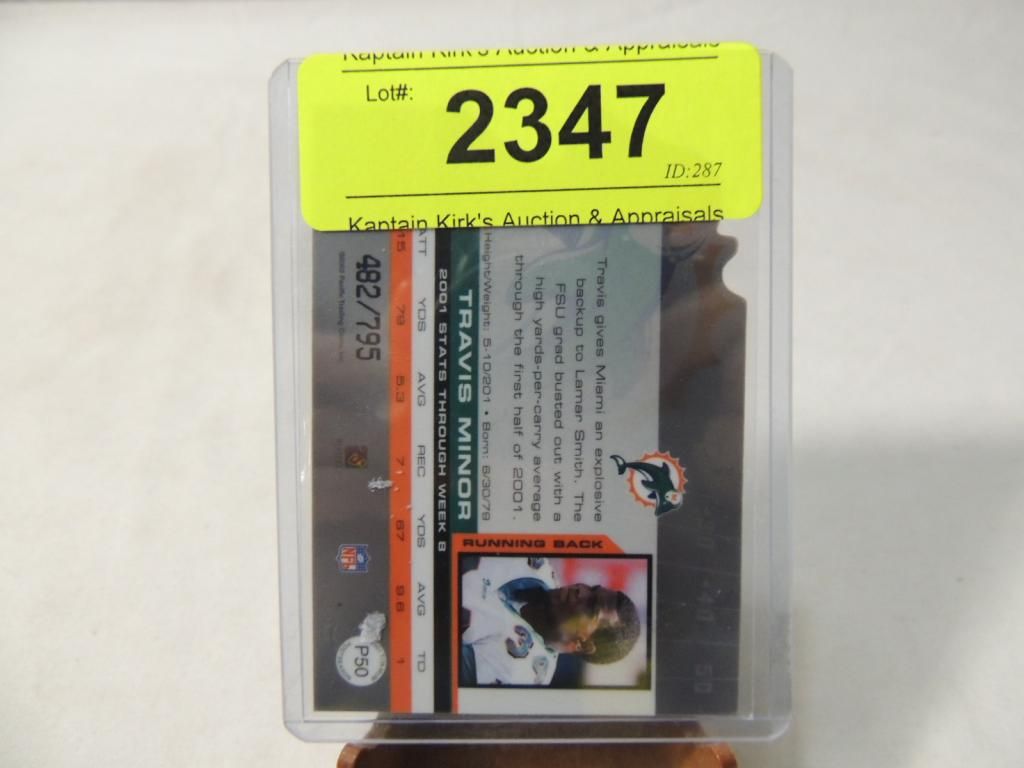 Kaptain Kirk's Auction & Appraisals
Lot#:
2347
ID:287
Kaptain Kirk's Auction & Appraisals
Travis gives Miami an explosive
backup to Lamar Smith. The
FSU grad busted out with a
high yards-per-carry average
through the first half of 2001.
RUNNING BACK
Height/Weight: 5-10/201 • Born: 6/30/79
TRAVIS MINOR
2001 STATS THROUGH WEEK 8
ATT YDS AVG REC YDS AVG TD
15 79 5.3 7 67 9.6 1
482/795
NFL
P50